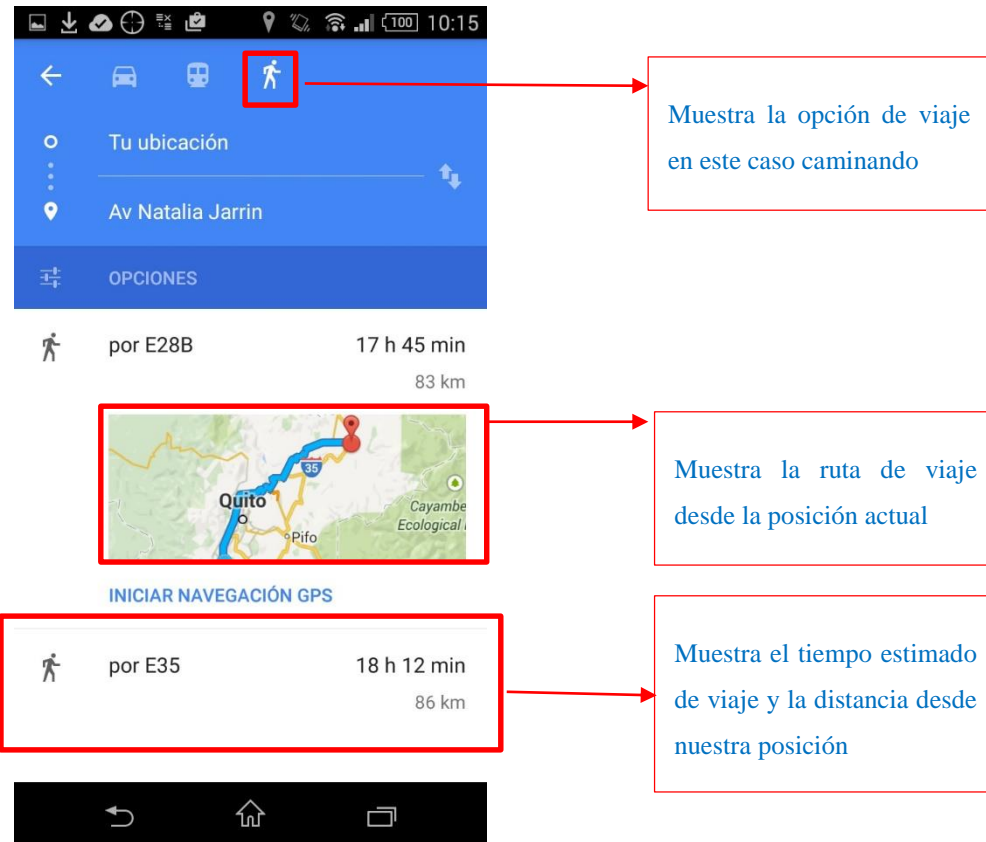 100 10:15
Tu ubicación
Av Natalia Jarrin
OPCIONES
por E28B 17 h 45 min
83 km
35
Quito
Cayambe
Pifo
Ecological
INICIAR NAVEGACIÓN GPS
por E35 18 h 12 min
86 km
Muestra la opción de viaje
en este caso caminando
Muestra la ruta de viaje
desde la posición actual
Muestra el tiempo estimado
de viaje y la distancia desde
nuestra posición